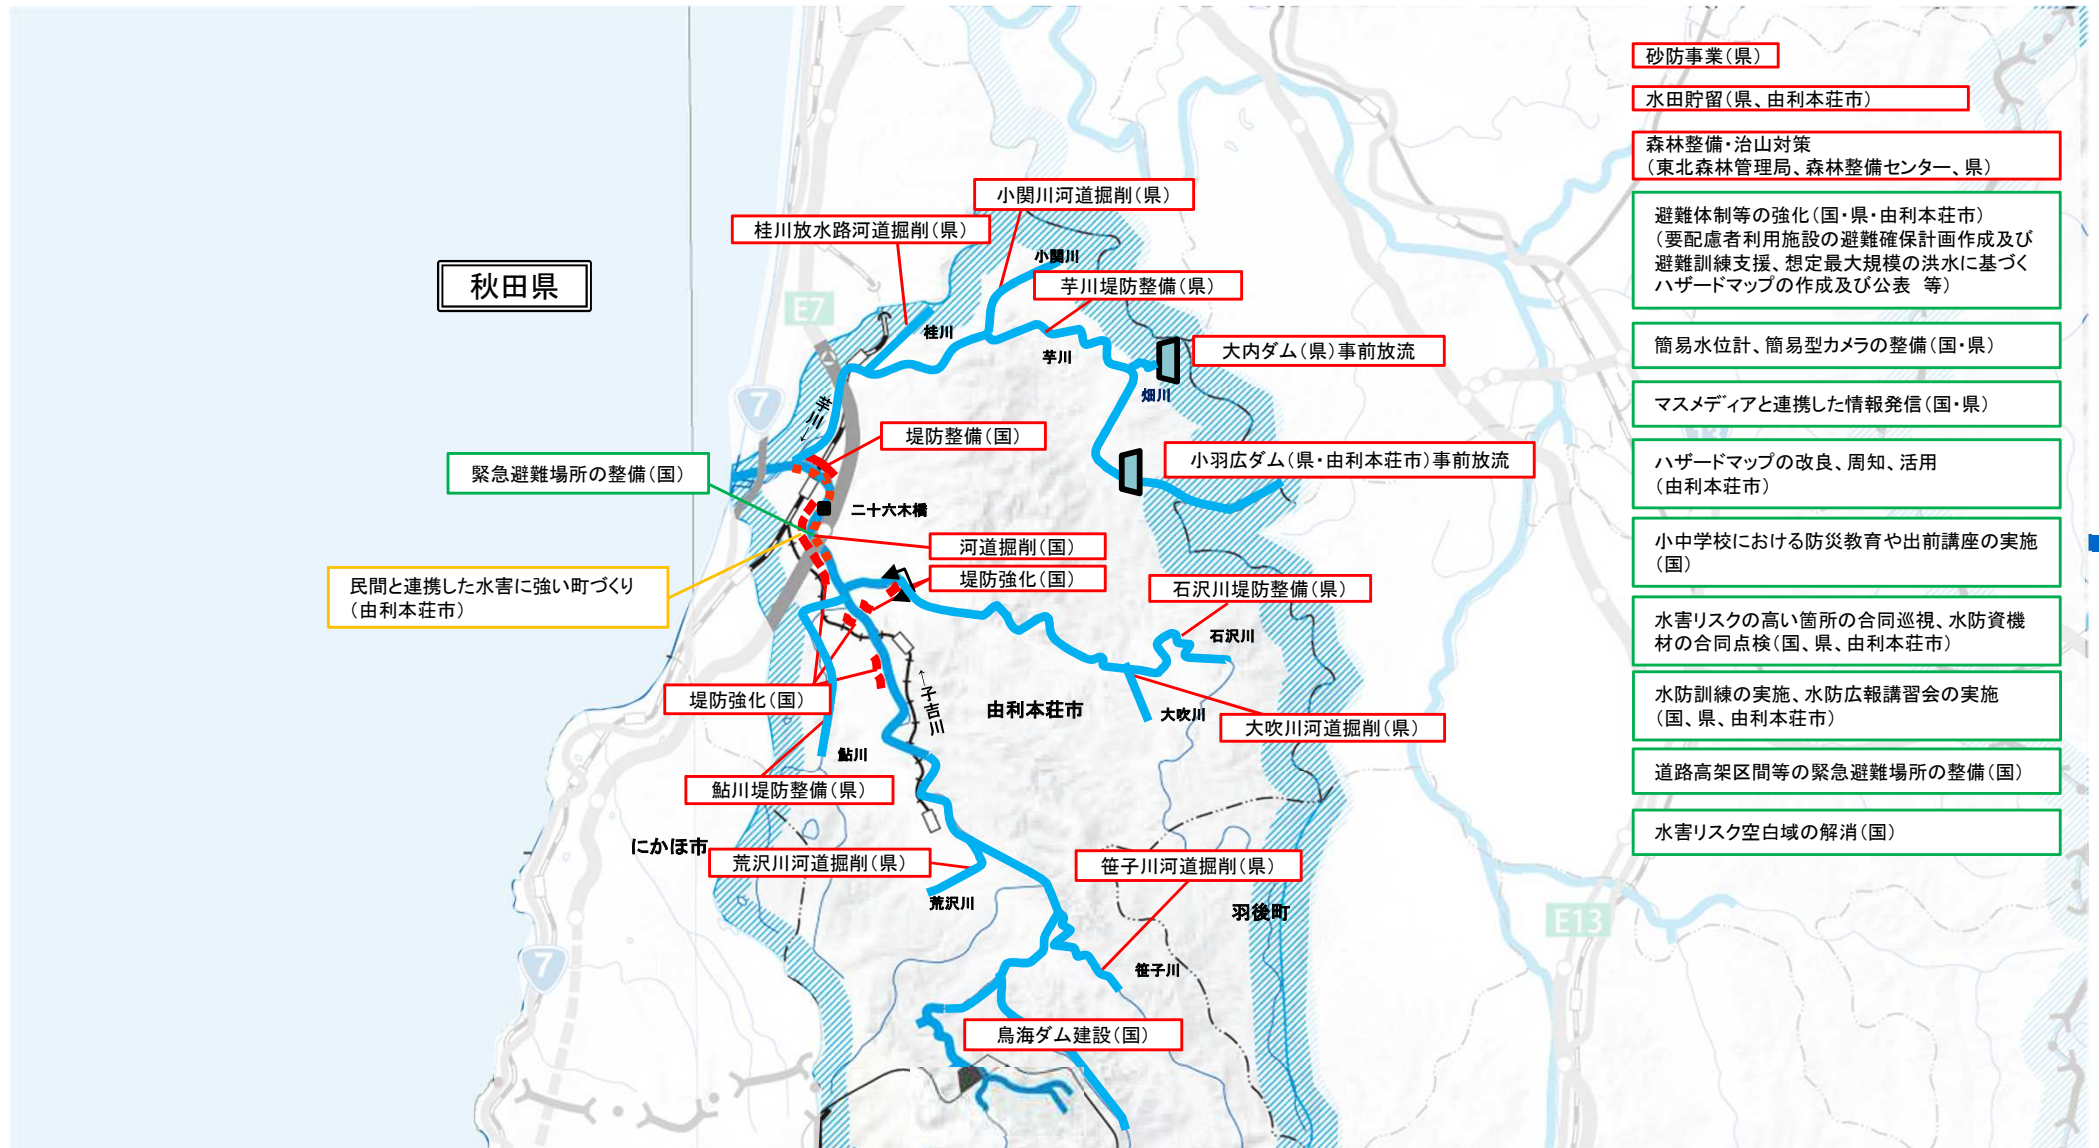 砂防事業(県)
水田貯留(県、由利本荘市)
森林整備・治山対策
(東北森林管理局、森林整備センター、県)
小関川河道掘削(県)
桂川放水路河道掘削(県)
避難体制等の強化(国・県・由利本荘市)
(要配慮者利用施設の避難確保計画作成及び
避難訓練支援、想定最大規模の洪水に基づく
ハザードマップの作成及び公表 等)
小関川
秋田県
芋川堤防整備(県)
E7
桂川
芋川
大内ダム(県)事前放流
簡易水位計、簡易型カメラの整備(国・県)
畑川
7
芋川
←
マスメディアと連携した情報発信(国・県)
堤防整備(国)
緊急避難場所の整備(国)
小羽広ダム(県・由利本荘市)事前放流
ハザードマップの改良、周知、活用
(由利本荘市)
二十六木橋
河道掘削(国)
小中学校における防災教育や出前講座の実施
(国)
堤防強化(国)
民間と連携した水害に強い町づくり
(由利本荘市)
石沢川堤防整備(県)
石沢川
水害リスクの高い箇所の合同巡視、水防資機
材の合同点検(国、県、由利本荘市)
堤防強化(国)
←子吉川
由利本荘市
大吹川
大吹川河道掘削(県)
水防訓練の実施、水防広報講習会の実施
(国、県、由利本荘市)
鮎川
鮎川堤防整備(県)
道路高架区間等の緊急避難場所の整備(国)
水害リスク空白域の解消(国)
にかほ市
荒沢川河道掘削(県)
笹子川河道掘削(県)
荒沢川
羽後町
E13
7
笹子川
鳥海ダム建設(国)